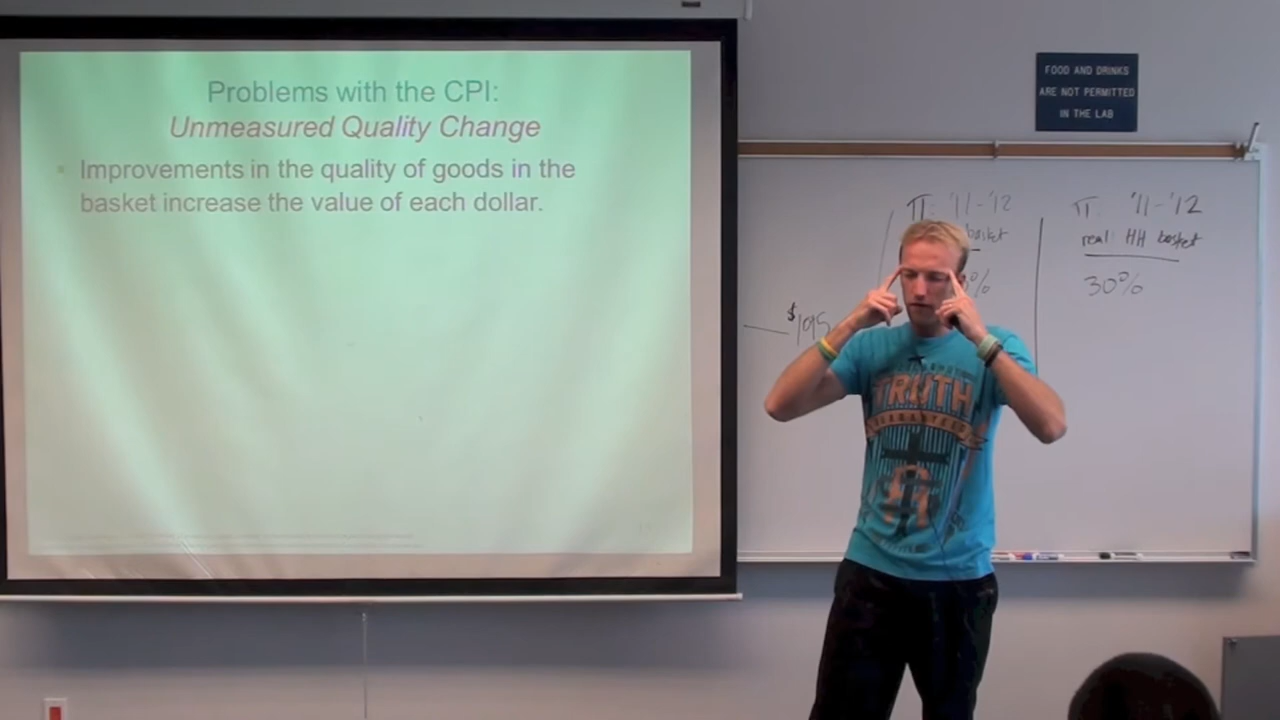 Problems with the CPI:
Unmeasured Quality Change
Improvements in the quality of goods in the
basket increase the value of each dollar.
FOOD AND DRINKS
ARE NOT PERMITTED
IN THE LAB
π: '11-'12
basket
%
$195
π: '11-'12
real HH basket
30%
TRUTH
GUARANTEED